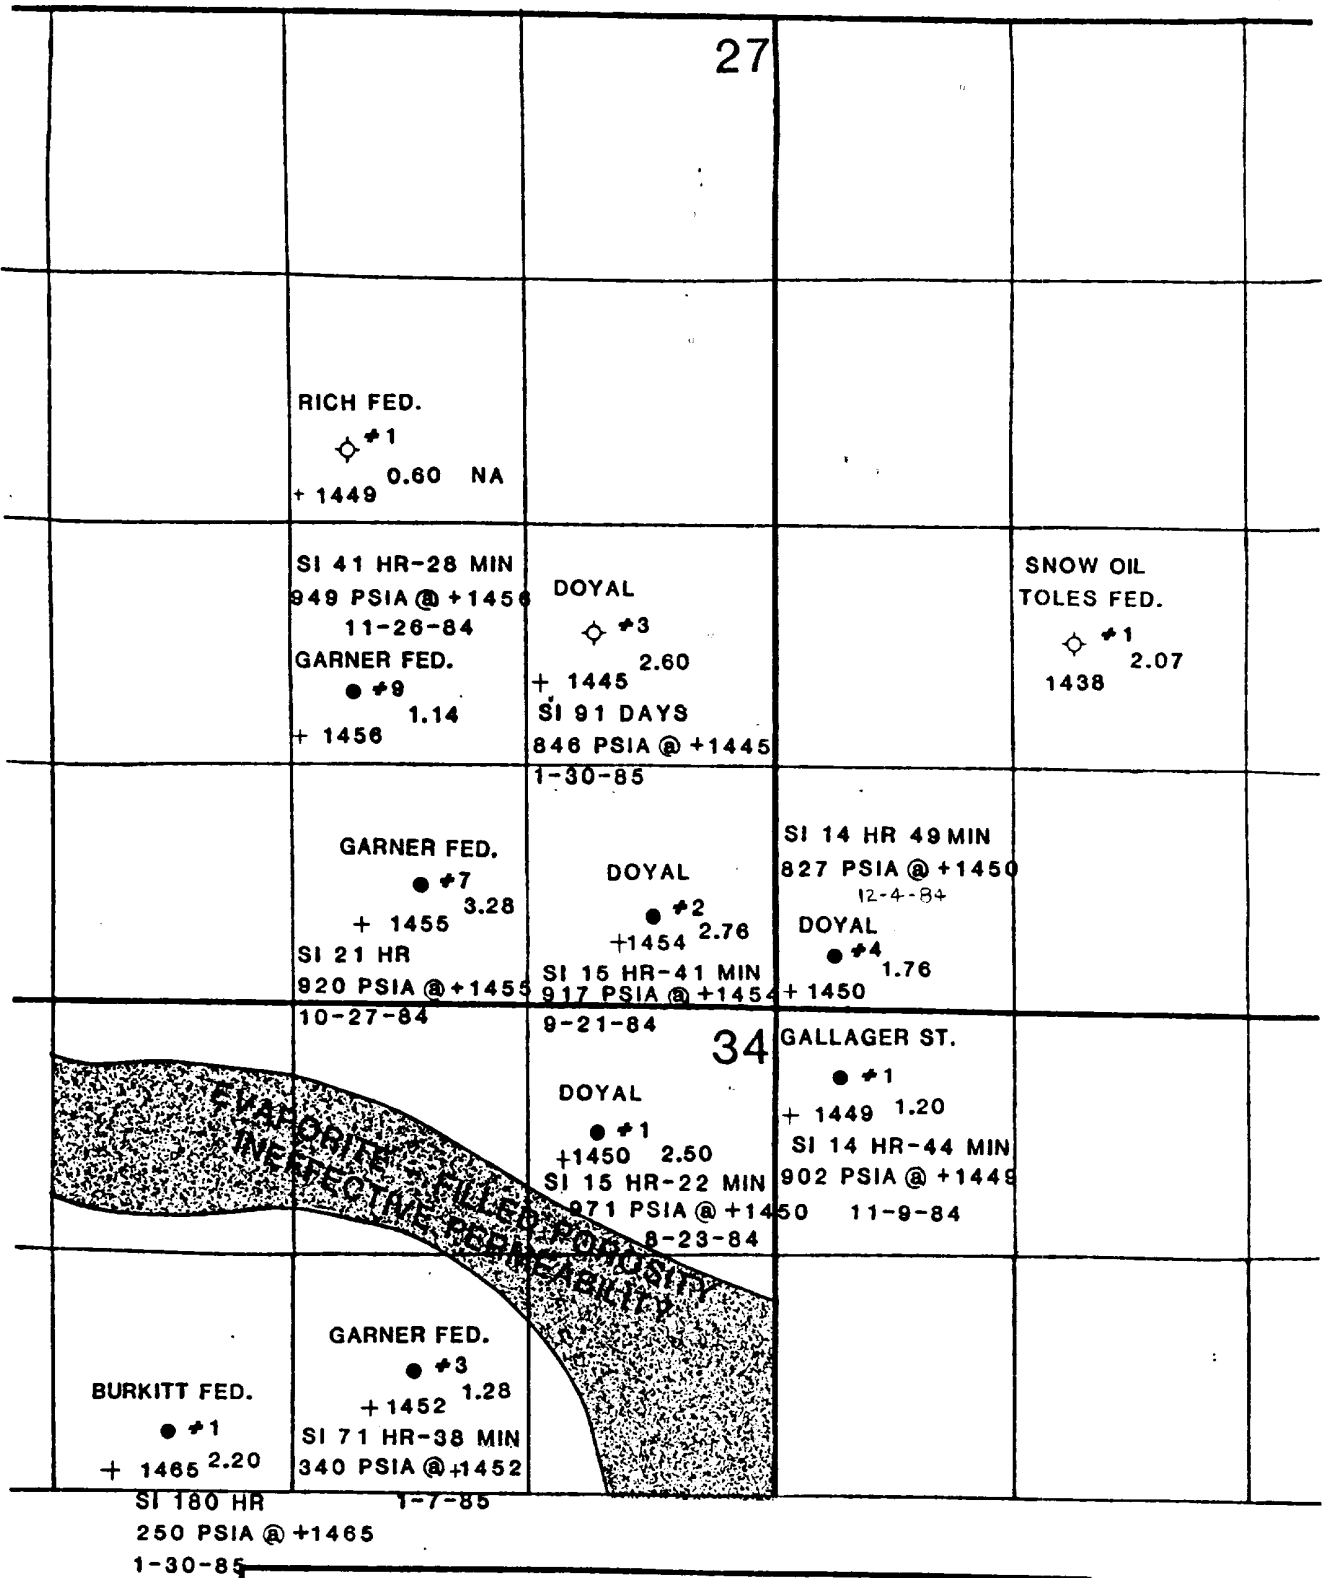 27
RICH FED.
#1
0.60 NA
+ 1449
SI 41 HR-28 MIN
949 PSIA @ +1456
11-26-84
GARNER FED.
#9
1.14
+ 1456
DOYAL
#3
2.60
+ 1445
SI 91 DAYS
846 PSIA @ +1445
1-30-85
SNOW OIL
TOLES FED.
#1
2.07
1438
GARNER FED.
#7
3.28
+ 1455
SI 21 HR
920 PSIA @ +1455
10-27-84
DOYAL
#2
2.76
+1454
SI 15 HR-41 MIN
917 PSIA @ +1454
9-21-84
SI 14 HR 49 MIN
827 PSIA @ +1450
12-4-84
DOYAL
#4
1.76
+ 1450
34
GALLAGER ST.
#1
+ 1449 1.20
SI 14 HR-44 MIN
902 PSIA @ +1449
11-9-84
DOYAL
#1
+1450 2.50
SI 15 HR-22 MIN
971 PSIA @ +1450
8-23-84
EVAPORITE - FILLED POROSITY
INEFFECTIVE PERMEABILITY
GARNER FED.
#3
1.28
+1452
SI 71 HR-38 MIN
340 PSIA @ +1452
1-7-85
BURKITT FED.
#1
+ 1465 2.20
SI 180 HR
250 PSIA @ +1465
1-30-85